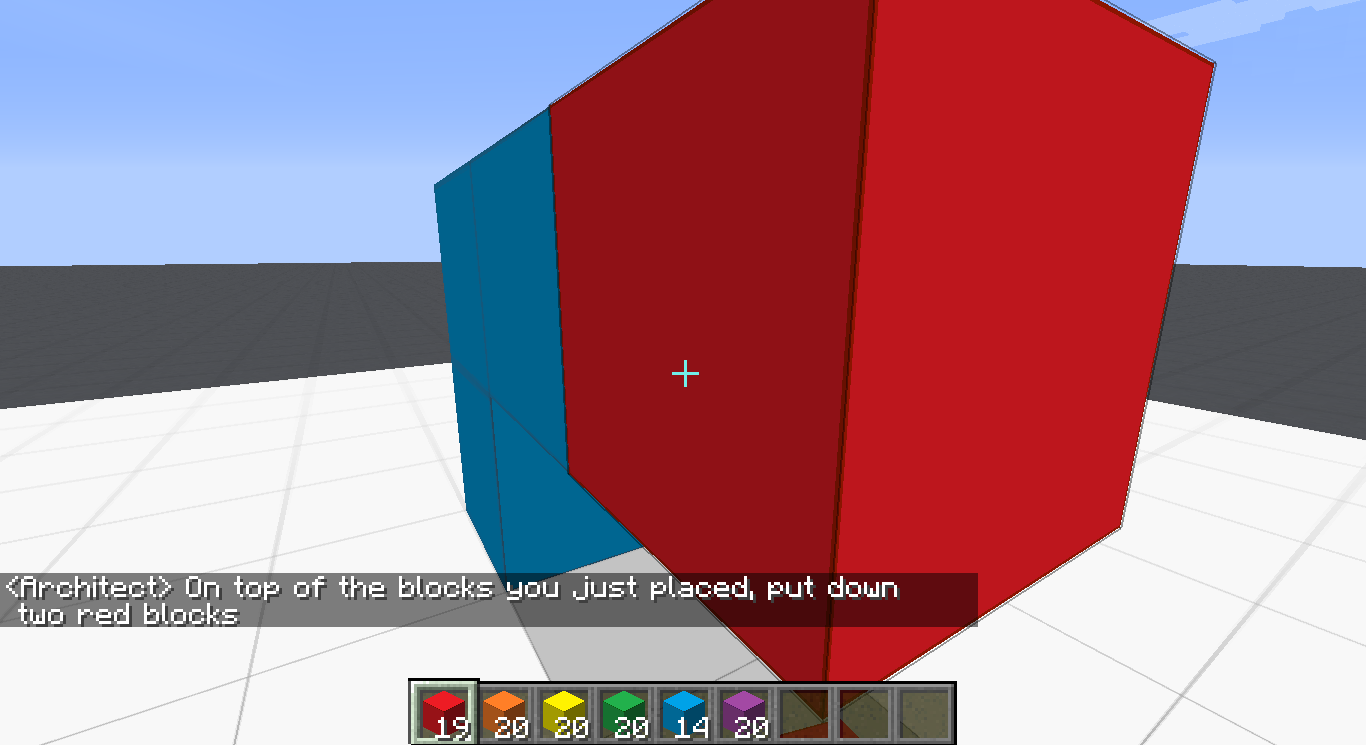 <Architect> On top of the blocks you just placed, put down
two red blocks
19 20 20 20 14 20